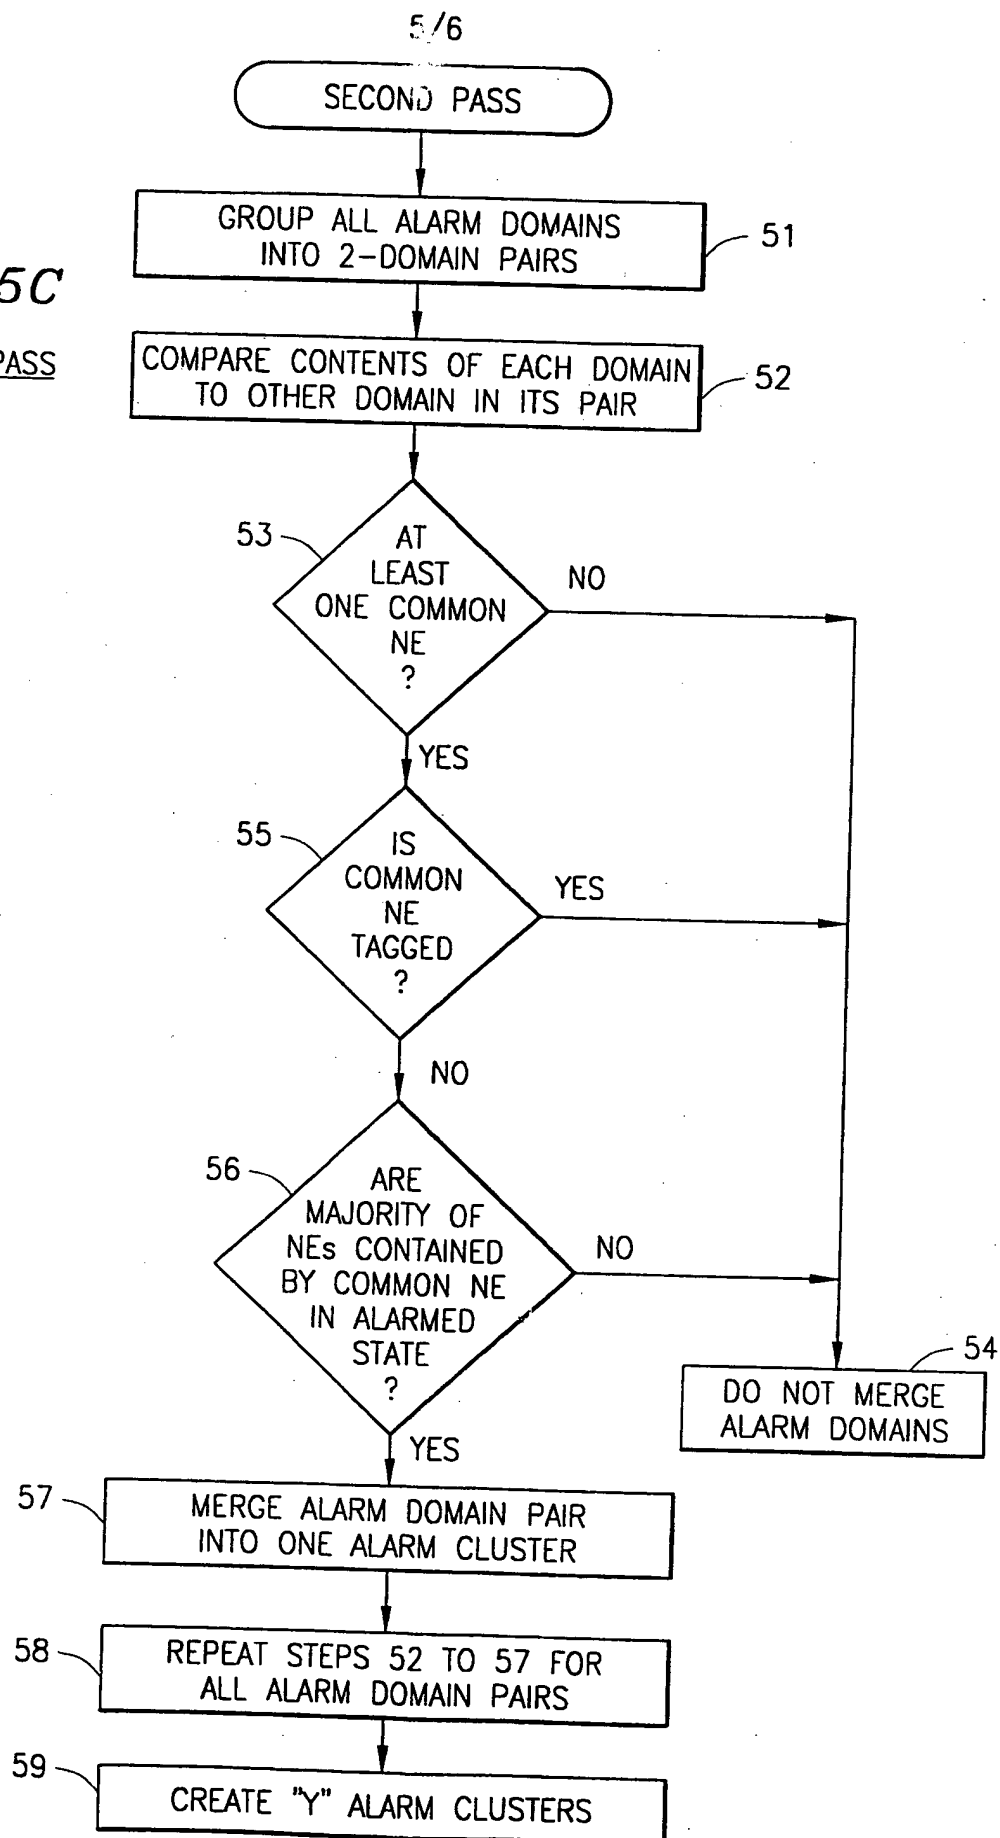 5/6
SECOND PASS
GROUP ALL ALARM DOMAINS
INTO 2-DOMAIN PAIRS
51
5C
PASS
COMPARE CONTENTS OF EACH DOMAIN
TO OTHER DOMAIN IN ITS PAIR
52
53
AT
LEAST
ONE COMMON
NE
?
NO
YES
55
IS
COMMON
NE
TAGGED
?
YES
NO
56
ARE
MAJORITY OF
NEs CONTAINED
BY COMMON NE
IN ALARMED
STATE
?
NO
54
DO NOT MERGE
ALARM DOMAINS
YES
57
MERGE ALARM DOMAIN PAIR
INTO ONE ALARM CLUSTER
58
REPEAT STEPS 52 TO 57 FOR
ALL ALARM DOMAIN PAIRS
59
CREATE "Y" ALARM CLUSTERS